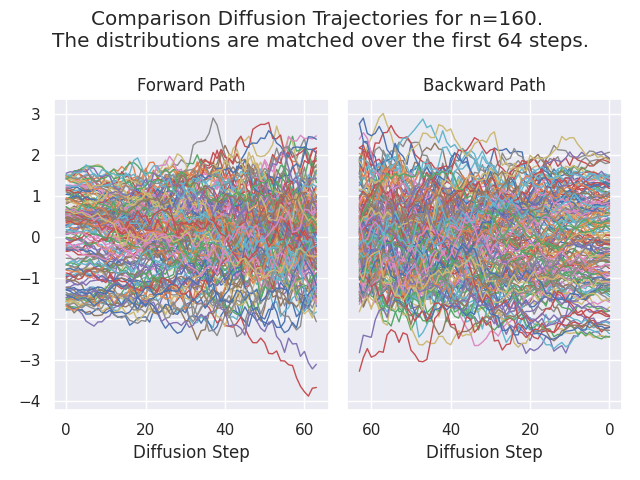 Comparison Diffusion Trajectories for n=160.
The distributions are matched over the first 64 steps.
Forward Path
Backward Path
3
2
1
0
−1
−2
−3
−4
0 20 40 60
60 40 20 0
Diffusion Step
Diffusion Step